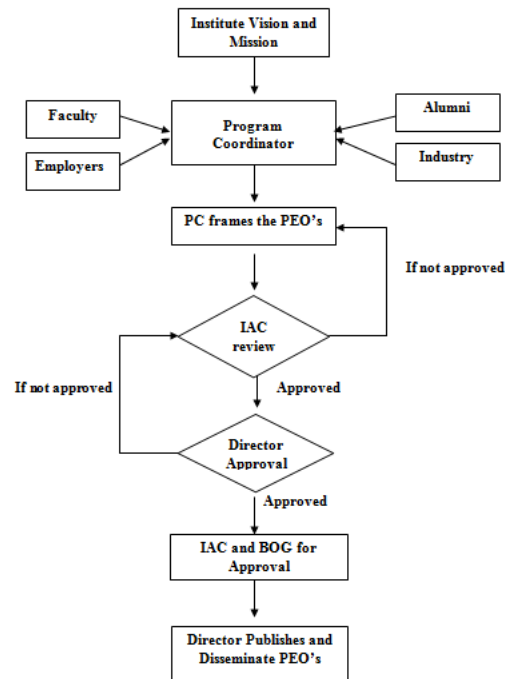 Institute Vision and
Mission
Faculty
Alumni
Program
Coordinator
Employers
Industry
PC frames the PEO's
If not approved
IAC
review
If not approved
Approved
Director
Approval
Approved
IAC and BOG for
Approval
Director Publishes and
Disseminate PEO's